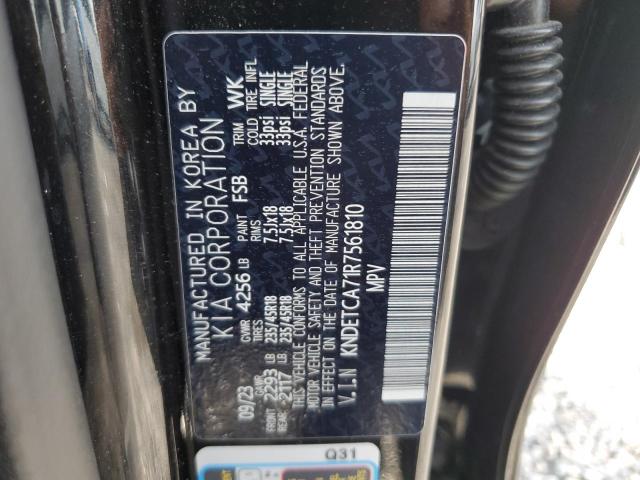 MANUFACTURED IN KOREA BY
KIA CORPORATION
09/23 GVWR 4256 LB PAINT FSB TRIM WK
GAWR TIRES RIMS COLD TIRE INFL
FRONT 2293 LB 235/45R18 7.5Jx18 33psi SINGLE
REAR 2117 LB 235/45R18 7.5Jx18 33psi SINGLE
THIS VEHICLE CONFORMS TO ALL APPLICABLE U.S.A. FEDERAL
MOTOR VEHICLE SAFETY AND THEFT PREVENTION STANDARDS
IN EFFECT ON THE DATE OF MANUFACTURE SHOWN ABOVE.
V.I.N KNDETCA71R7561810
MPV
Q31